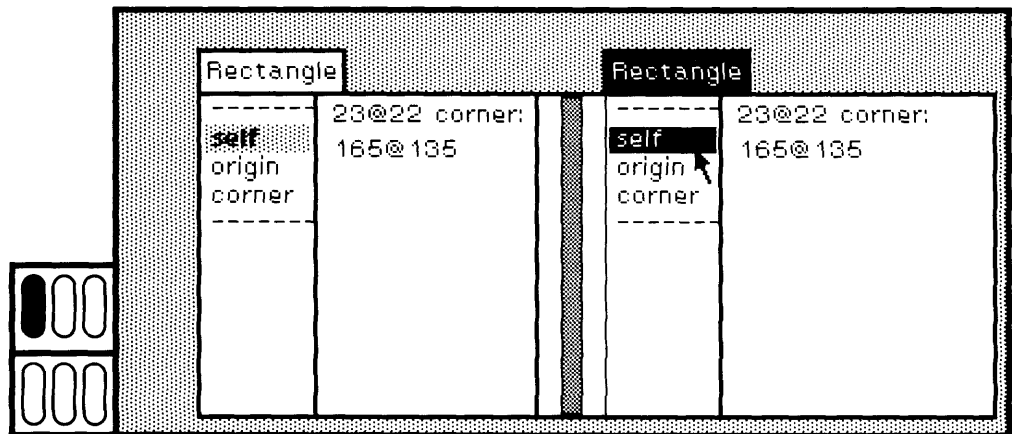 Rectangle
self
origin
corner
23@22 corner:
165@135
Rectangle
self
origin
corner
23@22 corner:
165@135